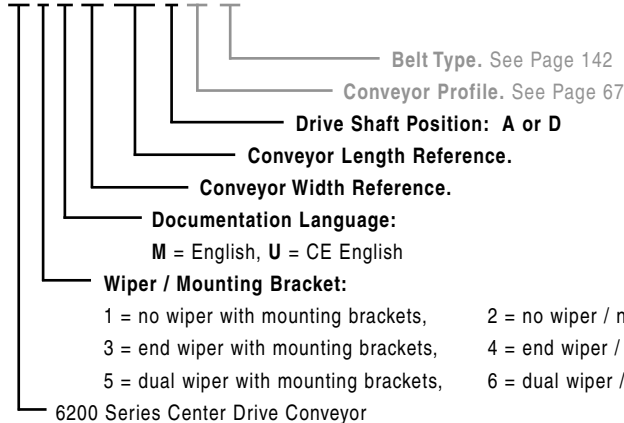 Belt Type. See Page 142
Conveyor Profile. See Page 67
Drive Shaft Position: A or D
Conveyor Length Reference.
Conveyor Width Reference.
Documentation Language:
M = English, U = CE English
Wiper / Mounting Bracket:
1 = no wiper with mounting brackets, 2 = no wiper /
3 = end wiper with mounting brackets, 4 = end wiper /
5 = dual wiper with mounting brackets, 6 = dual wiper /
6200 Series Center Drive Conveyor